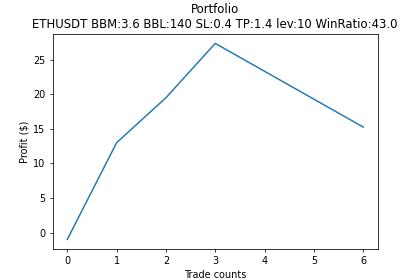 Portfolio
ETHUSDT BBM:3.6 BBL:140 SL:0.4 TP:1.4 lev:10 WinRatio:43.0
Profit ($)
25
20
15
10
5
0
0 1 2 3 4 5 6
Trade counts